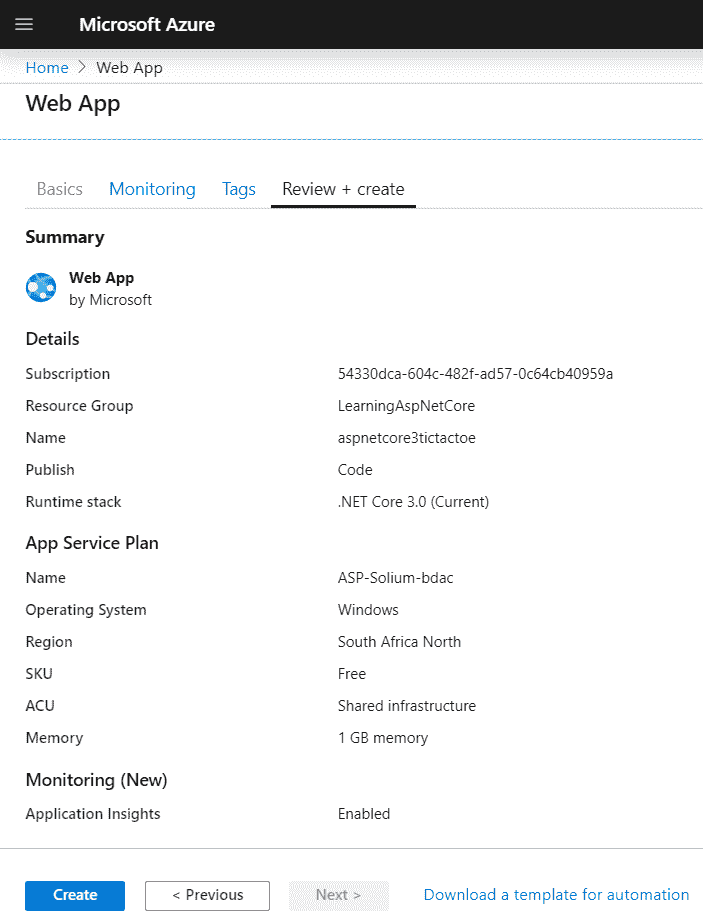 Microsoft Azure
Home > Web App
Web App
Basics Monitoring Tags Review + create
Summary
Web App
by Microsoft
Details
Subscription 54330dca-604c-482f-ad57-0c64cb40959a
Resource Group LearningAspNetCore
Name aspnetcore3tictactoe
Publish Code
Runtime stack .NET Core 3.0 (Current)
App Service Plan
Name ASP-Solium-bdac
Operating System Windows
Region South Africa North
SKU Free
ACU Shared infrastructure
Memory 1 GB memory
Monitoring (New)
Application Insights Enabled
Create < Previous Next > Download a template for automation